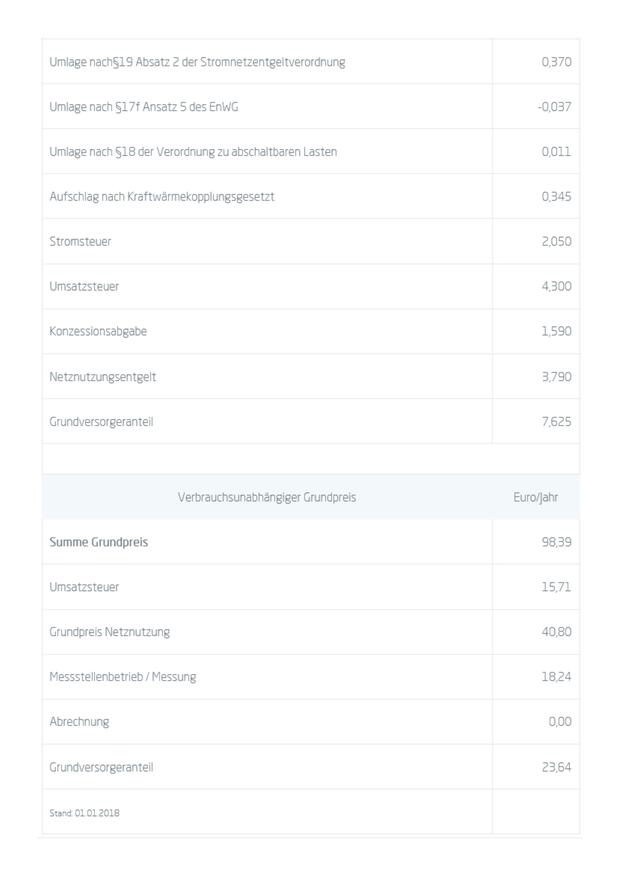 Umlage nach§19 Absatz 2 der Stromnetzentgeltverordnung 0,370
Umlage nach §17f Ansatz 5 des EnWG -0,037
Umlage nach §18 der Verordnung zu abschaltbaren Lasten 0,011
Aufschlag nach Kraftwärmekopplungsgesetzt 0,345
Stromsteuer 2,050
Umsatzsteuer 4,300
Konzessionsabgabe 1,590
Netznutzungsentgelt 3,790
Grundversorgeranteil 7,625
Verbrauchsunabhängiger Grundpreis Euro/Jahr
Summe Grundpreis 98,39
Umsatzsteuer 15,71
Grundpreis Netznutzung 40,80
Messstellenbetrieb / Messung 18,24
Abrechnung 0,00
Grundversorgeranteil 23,64
Stand: 01.01.2018